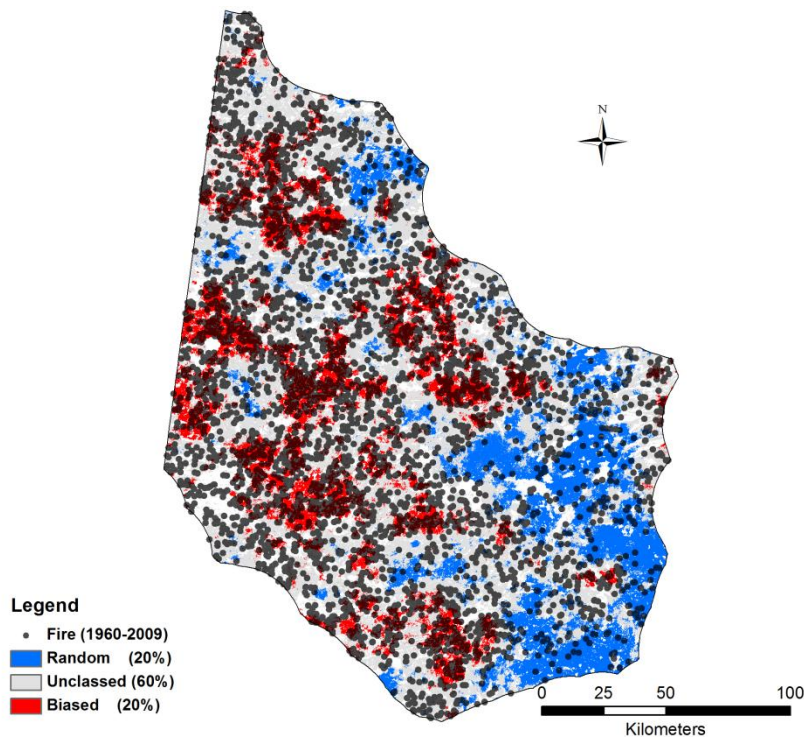 N
Legend
Fire (1960-2009)
Random (20%)
Unclassed (60%)
Biased (20%)
0 25 50 100
Kilometers